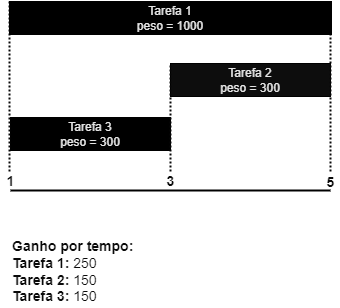 Tarefa 1
peso = 1000
Tarefa 2
peso = 300
Tarefa 3
peso = 300
1 3 5
Ganho por tempo:
Tarefa 1: 250
Tarefa 2: 150
Tarefa 3: 150